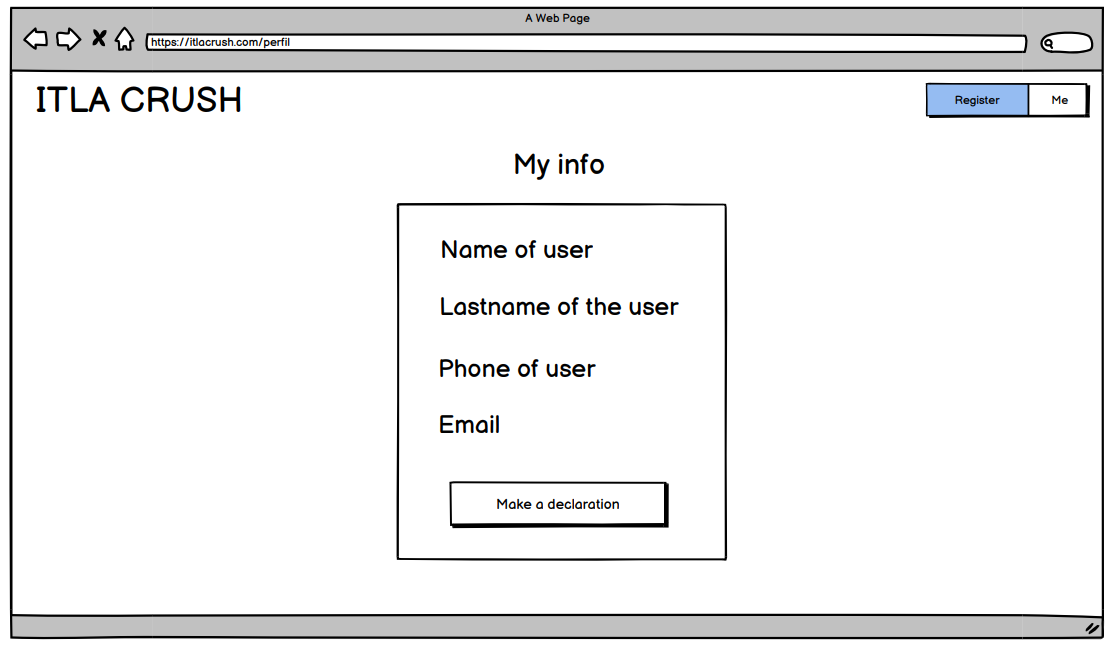 A Web Page
https://itlacrush.com/perfil
ITLA CRUSH
Register
Me
My info
Name of user
Lastname of the user
Phone of user
Email
Make a declaration